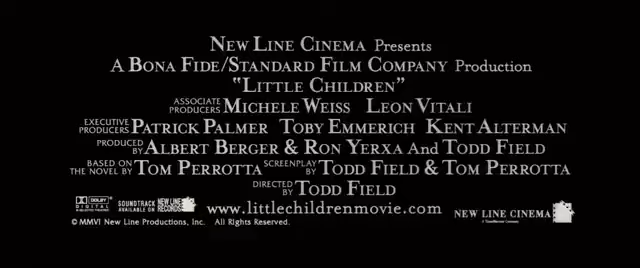 NEW LINE CINEMA Presents
A BONA FIDE/STANDARD FILM COMPANY Production
"LITTLE CHILDREN"
ASSOCIATE PRODUCERS MICHELE WEISS LEON VITALI
EXECUTIVE PRODUCERS PATRICK PALMER TOBY EMMERICH KENT ALTERMAN
PRODUCED BY ALBERT BERGER & RON YERXA AND TODD FIELD
BASED ON THE NOVEL BY TOM PERROTTA SCREENPLAY BY TODD FIELD & TOM PERROTTA
DIRECTED BY TODD FIELD
DOLBY DIGITAL SOUNDTRACK AVAILABLE ON NEW LINE RECORDS www.littlechildrenmovie.com NEW LINE CINEMA
© MMVI New Line Productions, Inc. All Rights Reserved.